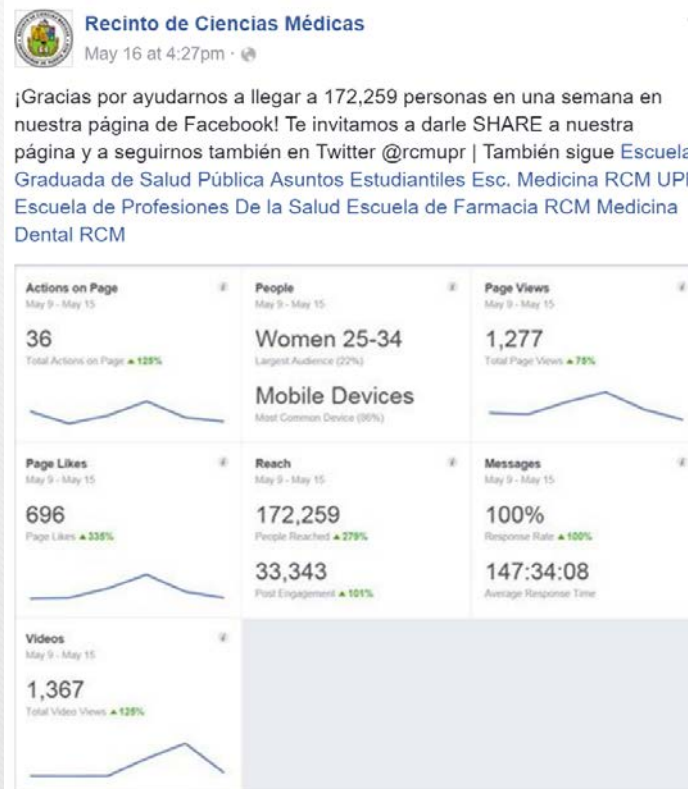 Recinto de Ciencias Médicas
May 16 at 4:27pm ·
¡Gracias por ayudarnos a llegar a 172,259 personas en una semana en
nuestra página de Facebook! Te invitamos a darle SHARE a nuestra
página y a seguirnos también en Twitter @rcmupr | También sigue Escuela
Graduada de Salud Pública Asuntos Estudiantiles Esc. Medicina RCM UPR
Escuela de Profesiones De la Salud Escuela de Farmacia RCM Medicina
Dental RCM
Actions on Page
May 9 - May 15
36
Total Actions on Page ▲ 125%
People
May 9 - May 15
Women 25-34
Largest Audience (22%)
Mobile Devices
Most Common Device (86%)
Page Views
May 9 - May 15
1,277
Total Page Views ▲ 75%
Page Likes
May 9 - May 15
696
Page Likes ▲ 335%
Reach
May 9 - May 15
172,259
People Reached ▲ 279%
33,343
Post Engagement ▲ 101%
Messages
May 9 - May 15
100%
Response Rate ▲ 100%
147:34:08
Average Response Time
Videos
May 9 - May 15
1,367
Total Video Views ▲ 125%